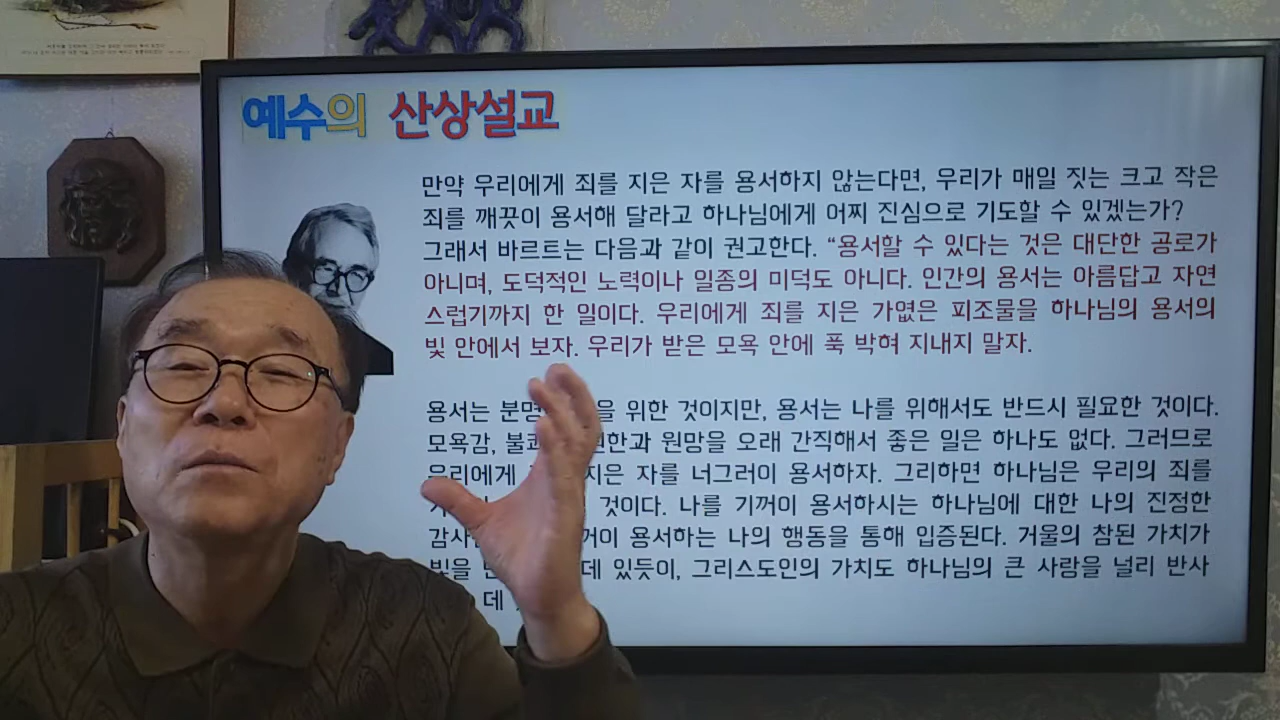 예수의 산상설교
만약 우리에게 죄를 지은 자를 용서하지 않는다면, 우리가 매일 짓는 크고 작은
죄를 깨끗이 용서해 달라고 하나님에게 어찌 진심으로 기도할 수 있겠는가?
그래서 바르트는 다음과 같이 권고한다. “용서할 수 있다는 것은 대단한 공로가
아니며, 도덕적인 노력이나 일종의 미덕도 아니다. 인간의 용서는 아름답고 자연
스럽기까지 한 일이다. 우리에게 죄를 지은 가엾은 피조물을 하나님의 용서의
빛 안에서 보자. 우리가 받은 모욕 안에 푹 박혀 지내지 말자.
용서는 위한 것이지만, 용서는 나를 위해서도 반드시 필요한 것이다.
모욕감, 원망을 오래 간직해서 좋은 일은 하나도 없다. 그러므로
우리에게 지은 자를 너그러이 용서하자. 그리하면 하나님은 우리의 죄를
것이다. 나를 기꺼이 용서하시는 하나님에 대한 나의 진정한
용서하는 나의 행동을 통해 입증된다. 거울의 참된 가치가
빛을 데 있듯이, 그리스도인의 가치도 하나님의 큰 사랑을 널리 반사
데